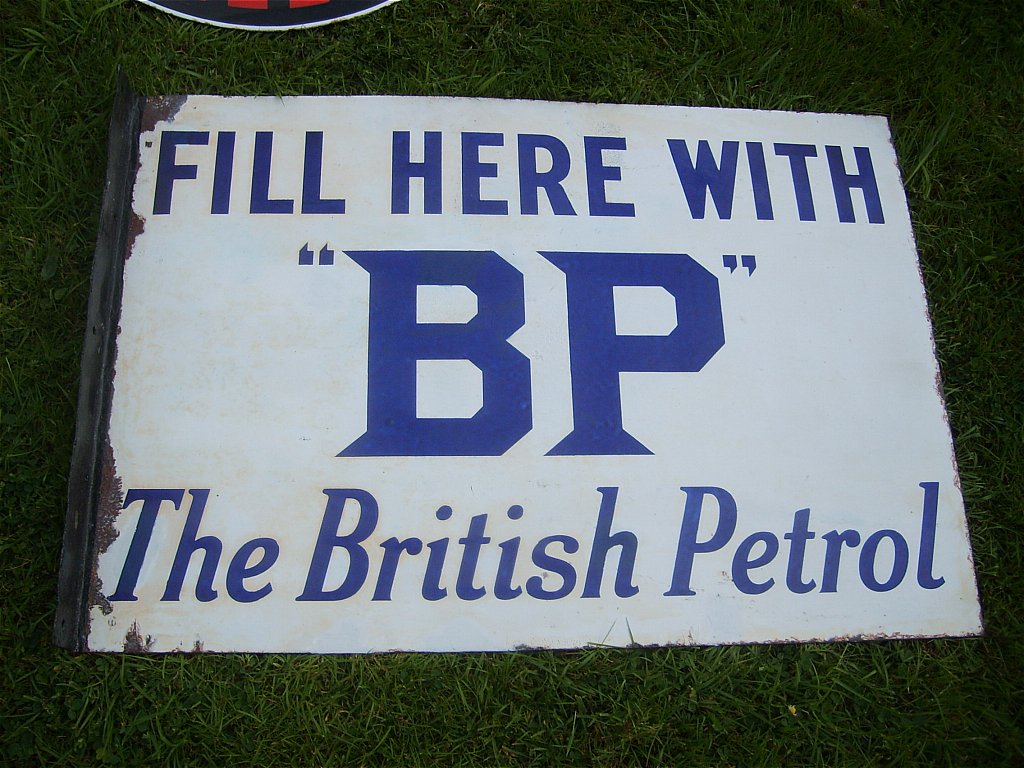 FILL HERE WITH
“BP”
The British Petrol